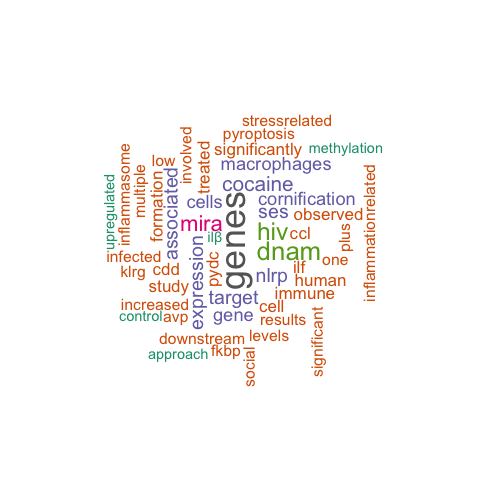 stressrelated
pyroptosis
significantly
methylation
involved
low
treated
macrophages
inflammasome
multiple
formation
associated
cocaine
upregulated
cells
cornification
ses
observed
inflammationrelated
mira
genes
hiv
ccl
plus
ilβ
dnam
infected
klrg
cdd
expression
pydc
nlrp
ilf
one
human
study
target
immune
increased
avp
control
gene
cell
results
significant
downstream
levels
approach
fkbp
social